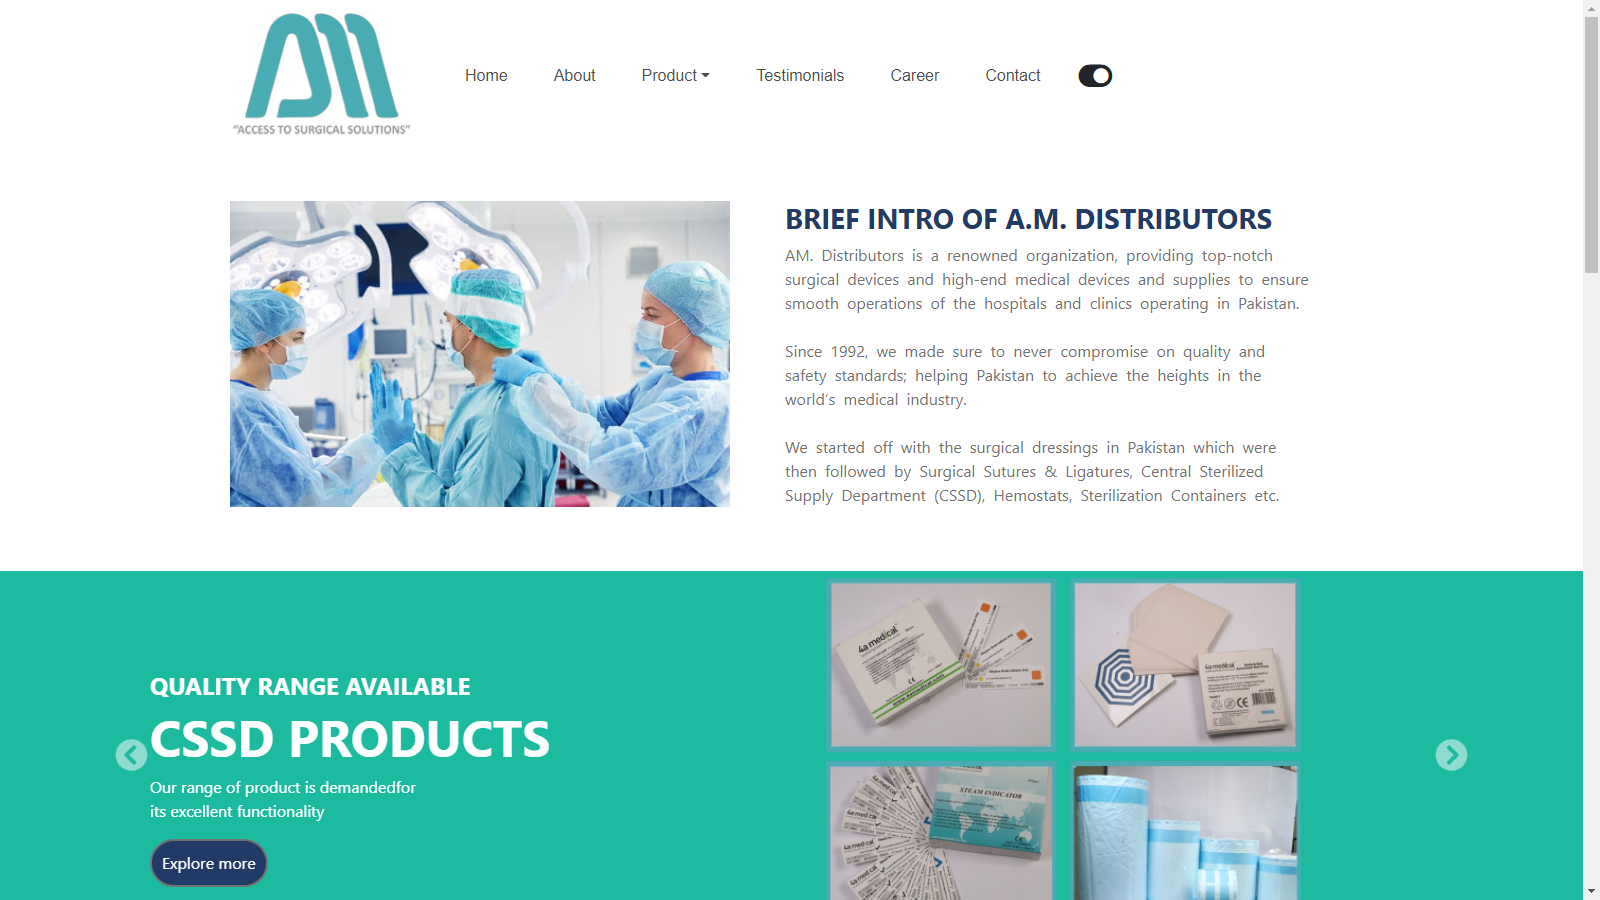 "ACCESS TO SURGICAL SOLUTIONS"
Home About Product Testimonials Career Contact
BRIEF INTRO OF A.M. DISTRIBUTORS
AM. Distributors is a renowned organization, providing top-notch
surgical devices and high-end medical devices and supplies to ensure
smooth operations of the hospitals and clinics operating in Pakistan.
Since 1992, we made sure to never compromise on quality and
safety standards; helping Pakistan to achieve the heights in the
world's medical industry.
We started off with the surgical dressings in Pakistan which were
then followed by Surgical Sutures & Ligatures, Central Sterilized
Supply Department (CSSD), Hemostats, Sterilization Containers etc.
QUALITY RANGE AVAILABLE
CSSD PRODUCTS
Our range of product is demandedfor
its excellent functionality
Explore more
4a medical
4a medical
4a medical
STEAM INDICATOR